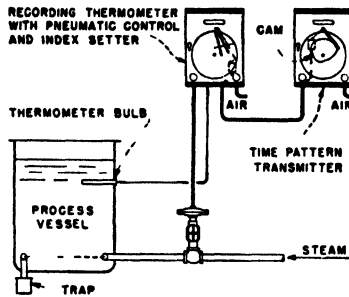 RECORDING THERMOMETER
WITH PNEUMATIC CONTROL
AND INDEX SETTER
CAM
AIR
AIR
THERMOMETER BULB
TIME PATTERN
TRANSMITTER
PROCESS
VESSEL
STEAM
TRAP